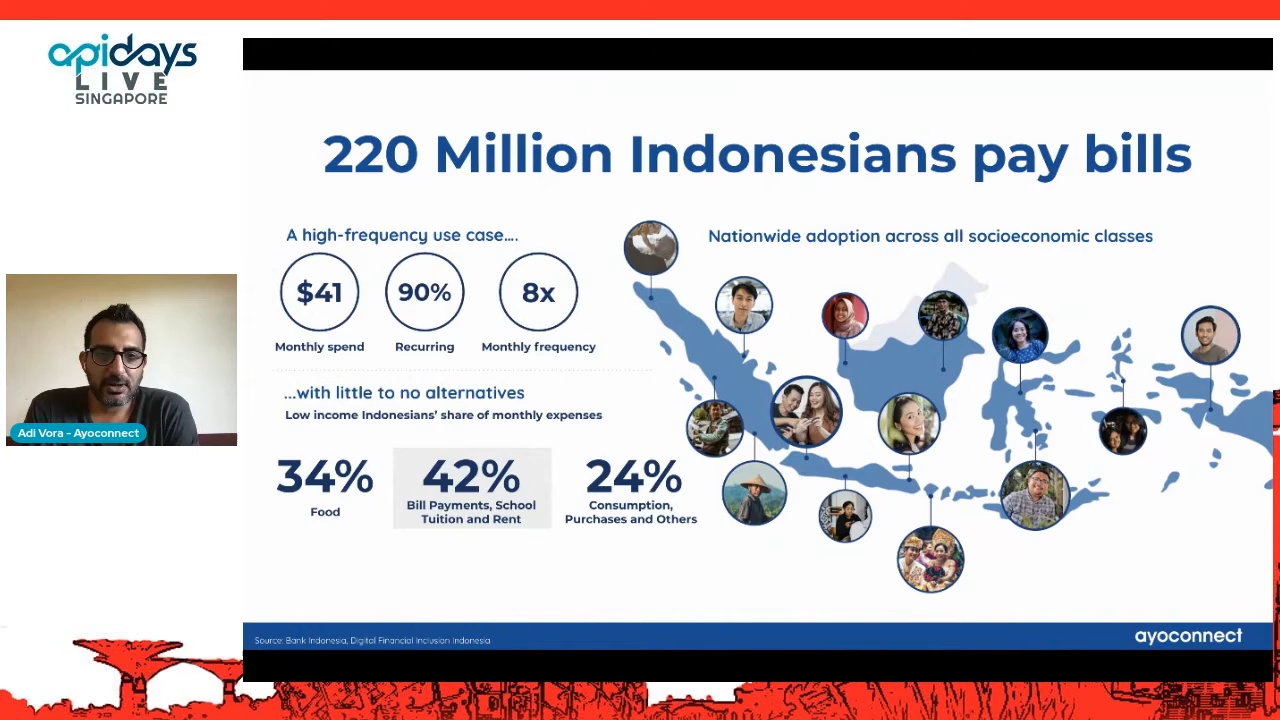 apidays
LIVE
SINGAPORE
220 Million Indonesians pay bills
A high-frequency use case....
Nationwide adoption across all socioeconomic classes
$41
90%
8x
Monthly spend
Recurring
Monthly frequency
...with little to no alternatives
Low income Indonesians' share of monthly expenses
34%
42%
24%
Food
Bill Payments, School
Tuition and Rent
Consumption,
Purchases and Others
Adi Vora – Ayoconnect
Source: Bank Indonesia, Digital Financial Inclusion Indonesia
ayoconnect